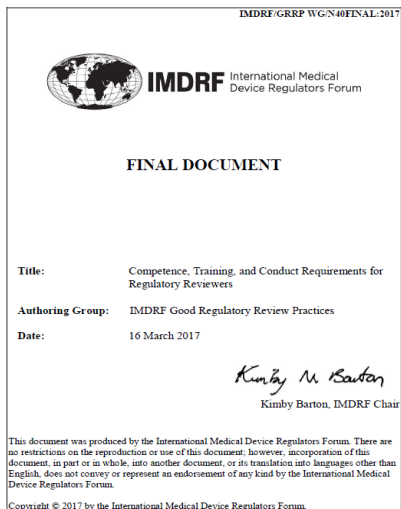 IMDRF/GRRP WG/N40FINAL:2017
IMDRF International Medical
Device Regulators Forum
FINAL DOCUMENT
Title: Competence, Training, and Conduct Requirements for
Regulatory Reviewers
Authoring Group: IMDRF Good Regulatory Review Practices
Date: 16 March 2017
Kimby M Barton
Kimby Barton, IMDRF Chair
This document was produced by the International Medical Device Regulators Forum. There are
no restrictions on the reproduction or use of this document; however, incorporation of this
document, in part or in whole, into another document, or its translation into languages other than
English, does not convey or represent an endorsement of any kind by the International Medical
Device Regulators Forum.
Copyright © 2017 by the International Medical Device Regulators Forum.